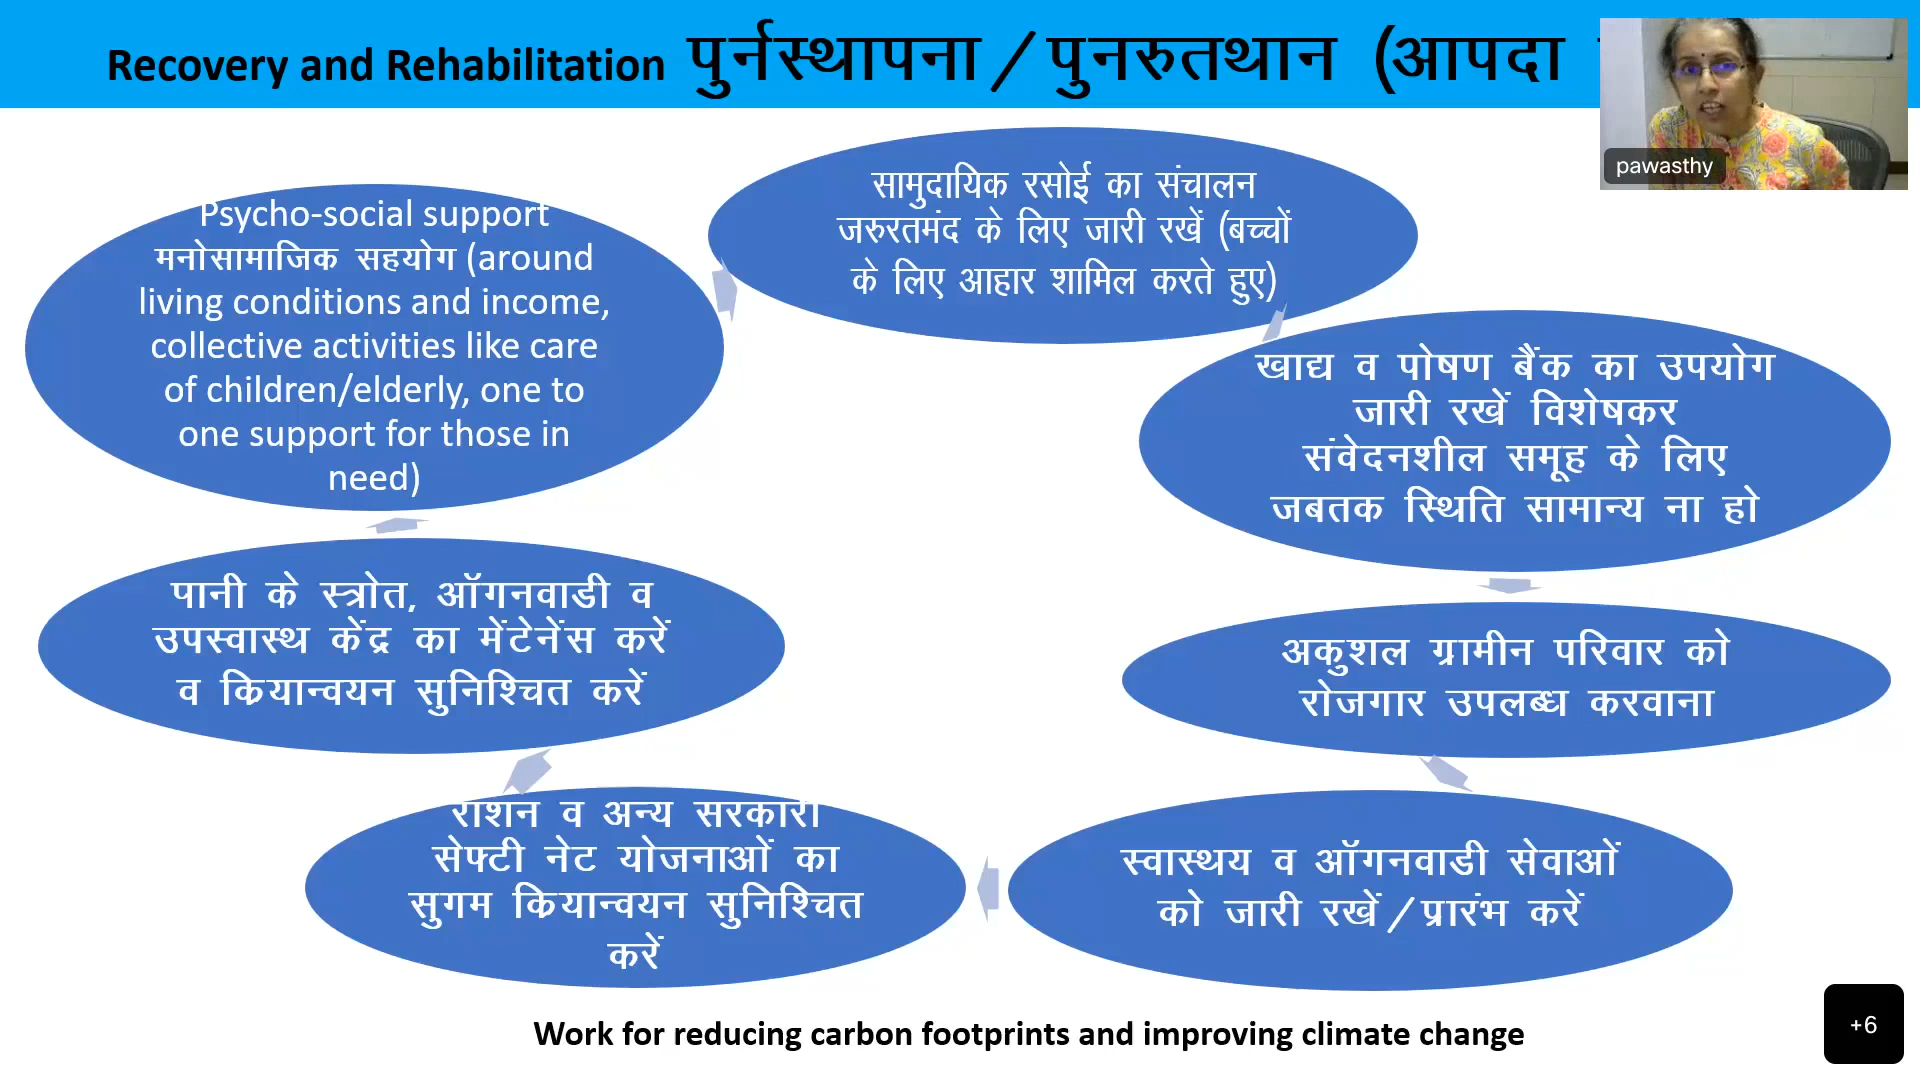 Recovery and Rehabilitation पुर्नस्थापना/पुनरुतथान (आपदा
pawasthy
सामुदायिक रसोई का संचालन
जरुरतमंद के लिए जारी रखें (बच्चों
के लिए आहार शामिल करते हुए)
खाद्य व पोषण बैंक का उपयोग
जारी रखें विशेषकर
संवेदनशील समूह के लिए
जबतक स्थिति सामान्य ना हो
अकुशल ग्रामीन परिवार को
रोजगार उपलब्ध करवाना
स्वास्थय व ऑगनवाडी सेवाओं
को जारी रखें/प्रारंभ करें
राशन व अन्य सरकारी
सेफ्टी नेट योजनाओं का
सुगम कियान्वयन सुनिश्चित
करें
पानी के स्त्रोत, ऑगनवाडी व
उपस्वास्थ केंद्र का मेंटेनेंस करें
व कियान्वयन सुनिश्चित करें
Psycho-social support
मनोसामाजिक सहयोग (around
living conditions and income,
collective activities like care
of children/elderly, one to
one support for those in
need)
Work for reducing carbon footprints and improving climate change
+6